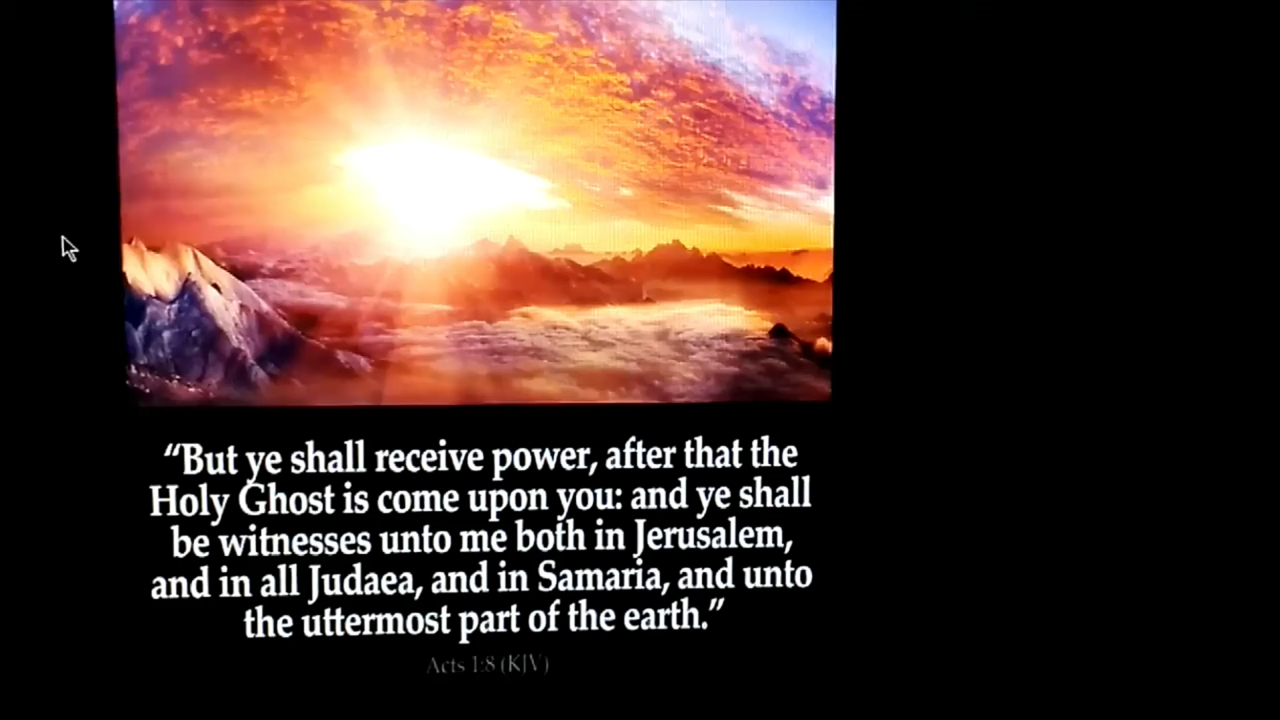 “But ye shall receive power, after that the
Holy Ghost is come upon you: and ye shall
be witnesses unto me both in Jerusalem,
and in all Judaea, and in Samaria, and unto
the uttermost part of the earth.”
Acts 1:8 (KJV)